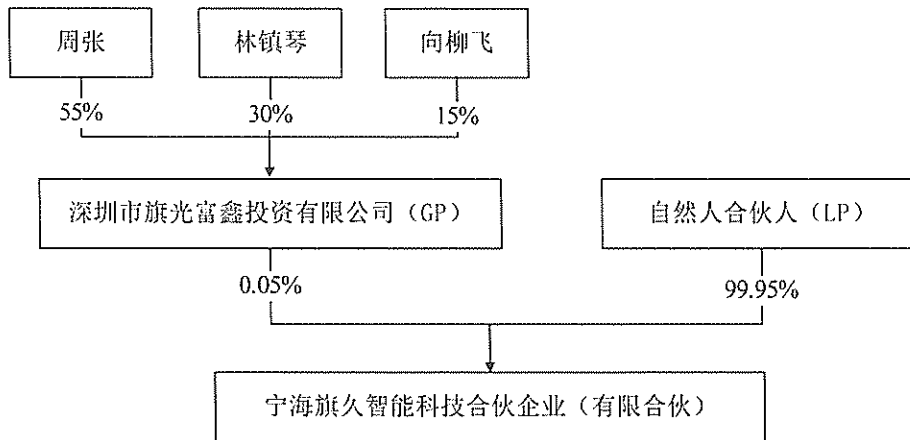 周张
林镇琴
向柳飞
55%
30%
15%
深圳市旗光富鑫投资有限公司（GP）
自然人合伙人（LP）
0.05%
99.95%
宁海旗久智能科技合伙企业（有限合伙）